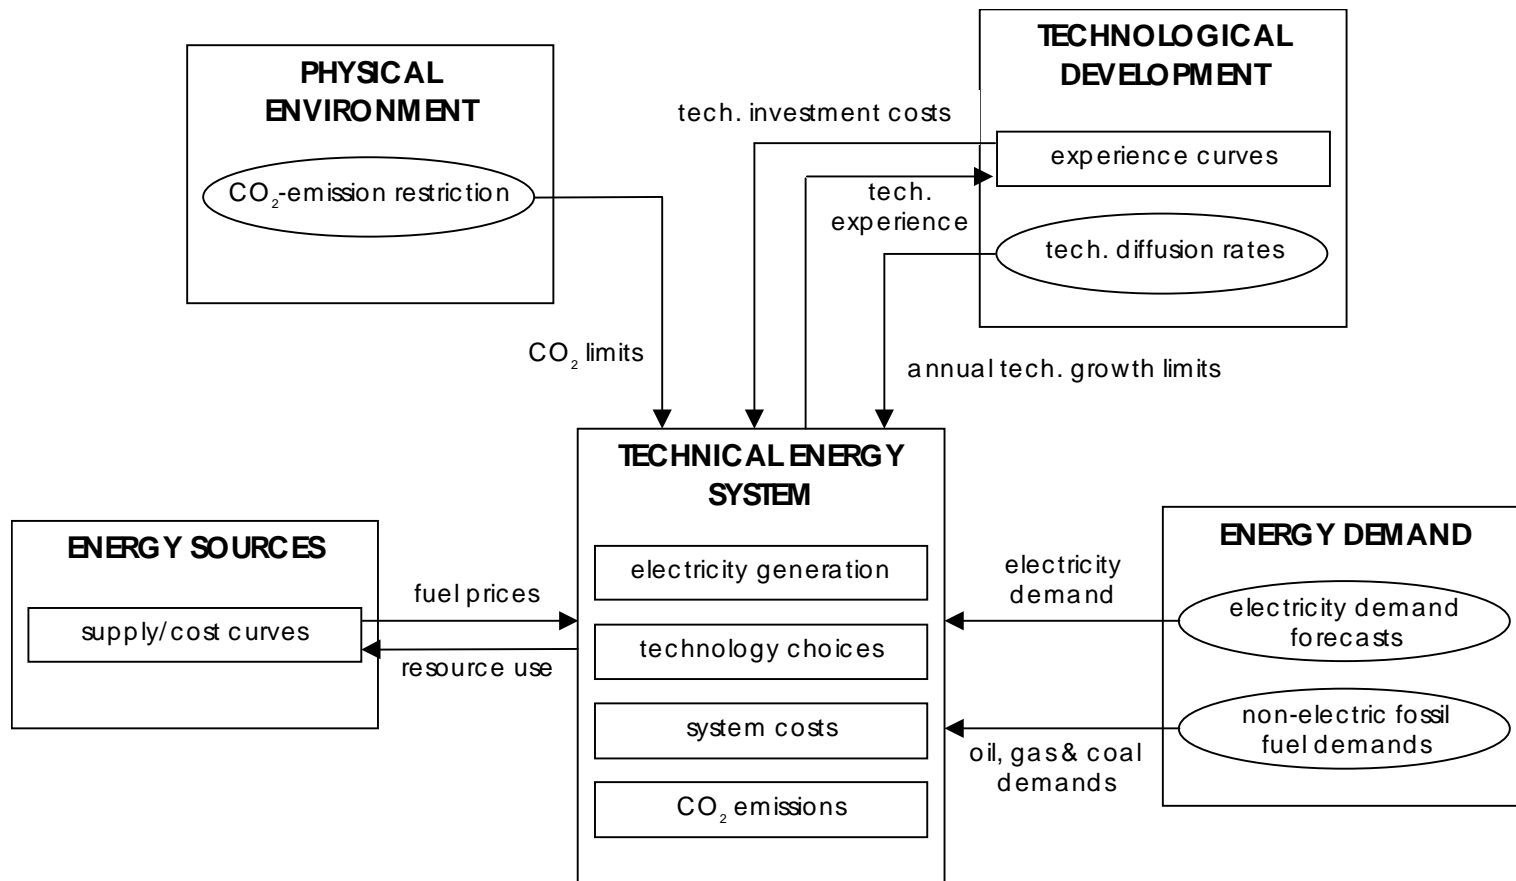 PHYSICAL
ENVIRONMENT
CO₂-emission restriction
TECHNOLOGICAL
DEVELOPMENT
experience curves
tech. diffusion rates
tech. investment costs
tech.
experience
CO₂ limits
annual tech. growth limits
TECHNICAL ENERGY
SYSTEM
electricity generation
technology choices
system costs
CO₂ emissions
ENERGY SOURCES
supply/cost curves
fuel prices
resource use
ENERGY DEMAND
electricity demand
forecasts
non-electric fossil
fuel demands
electricity
demand
oil, gas & coal
demands